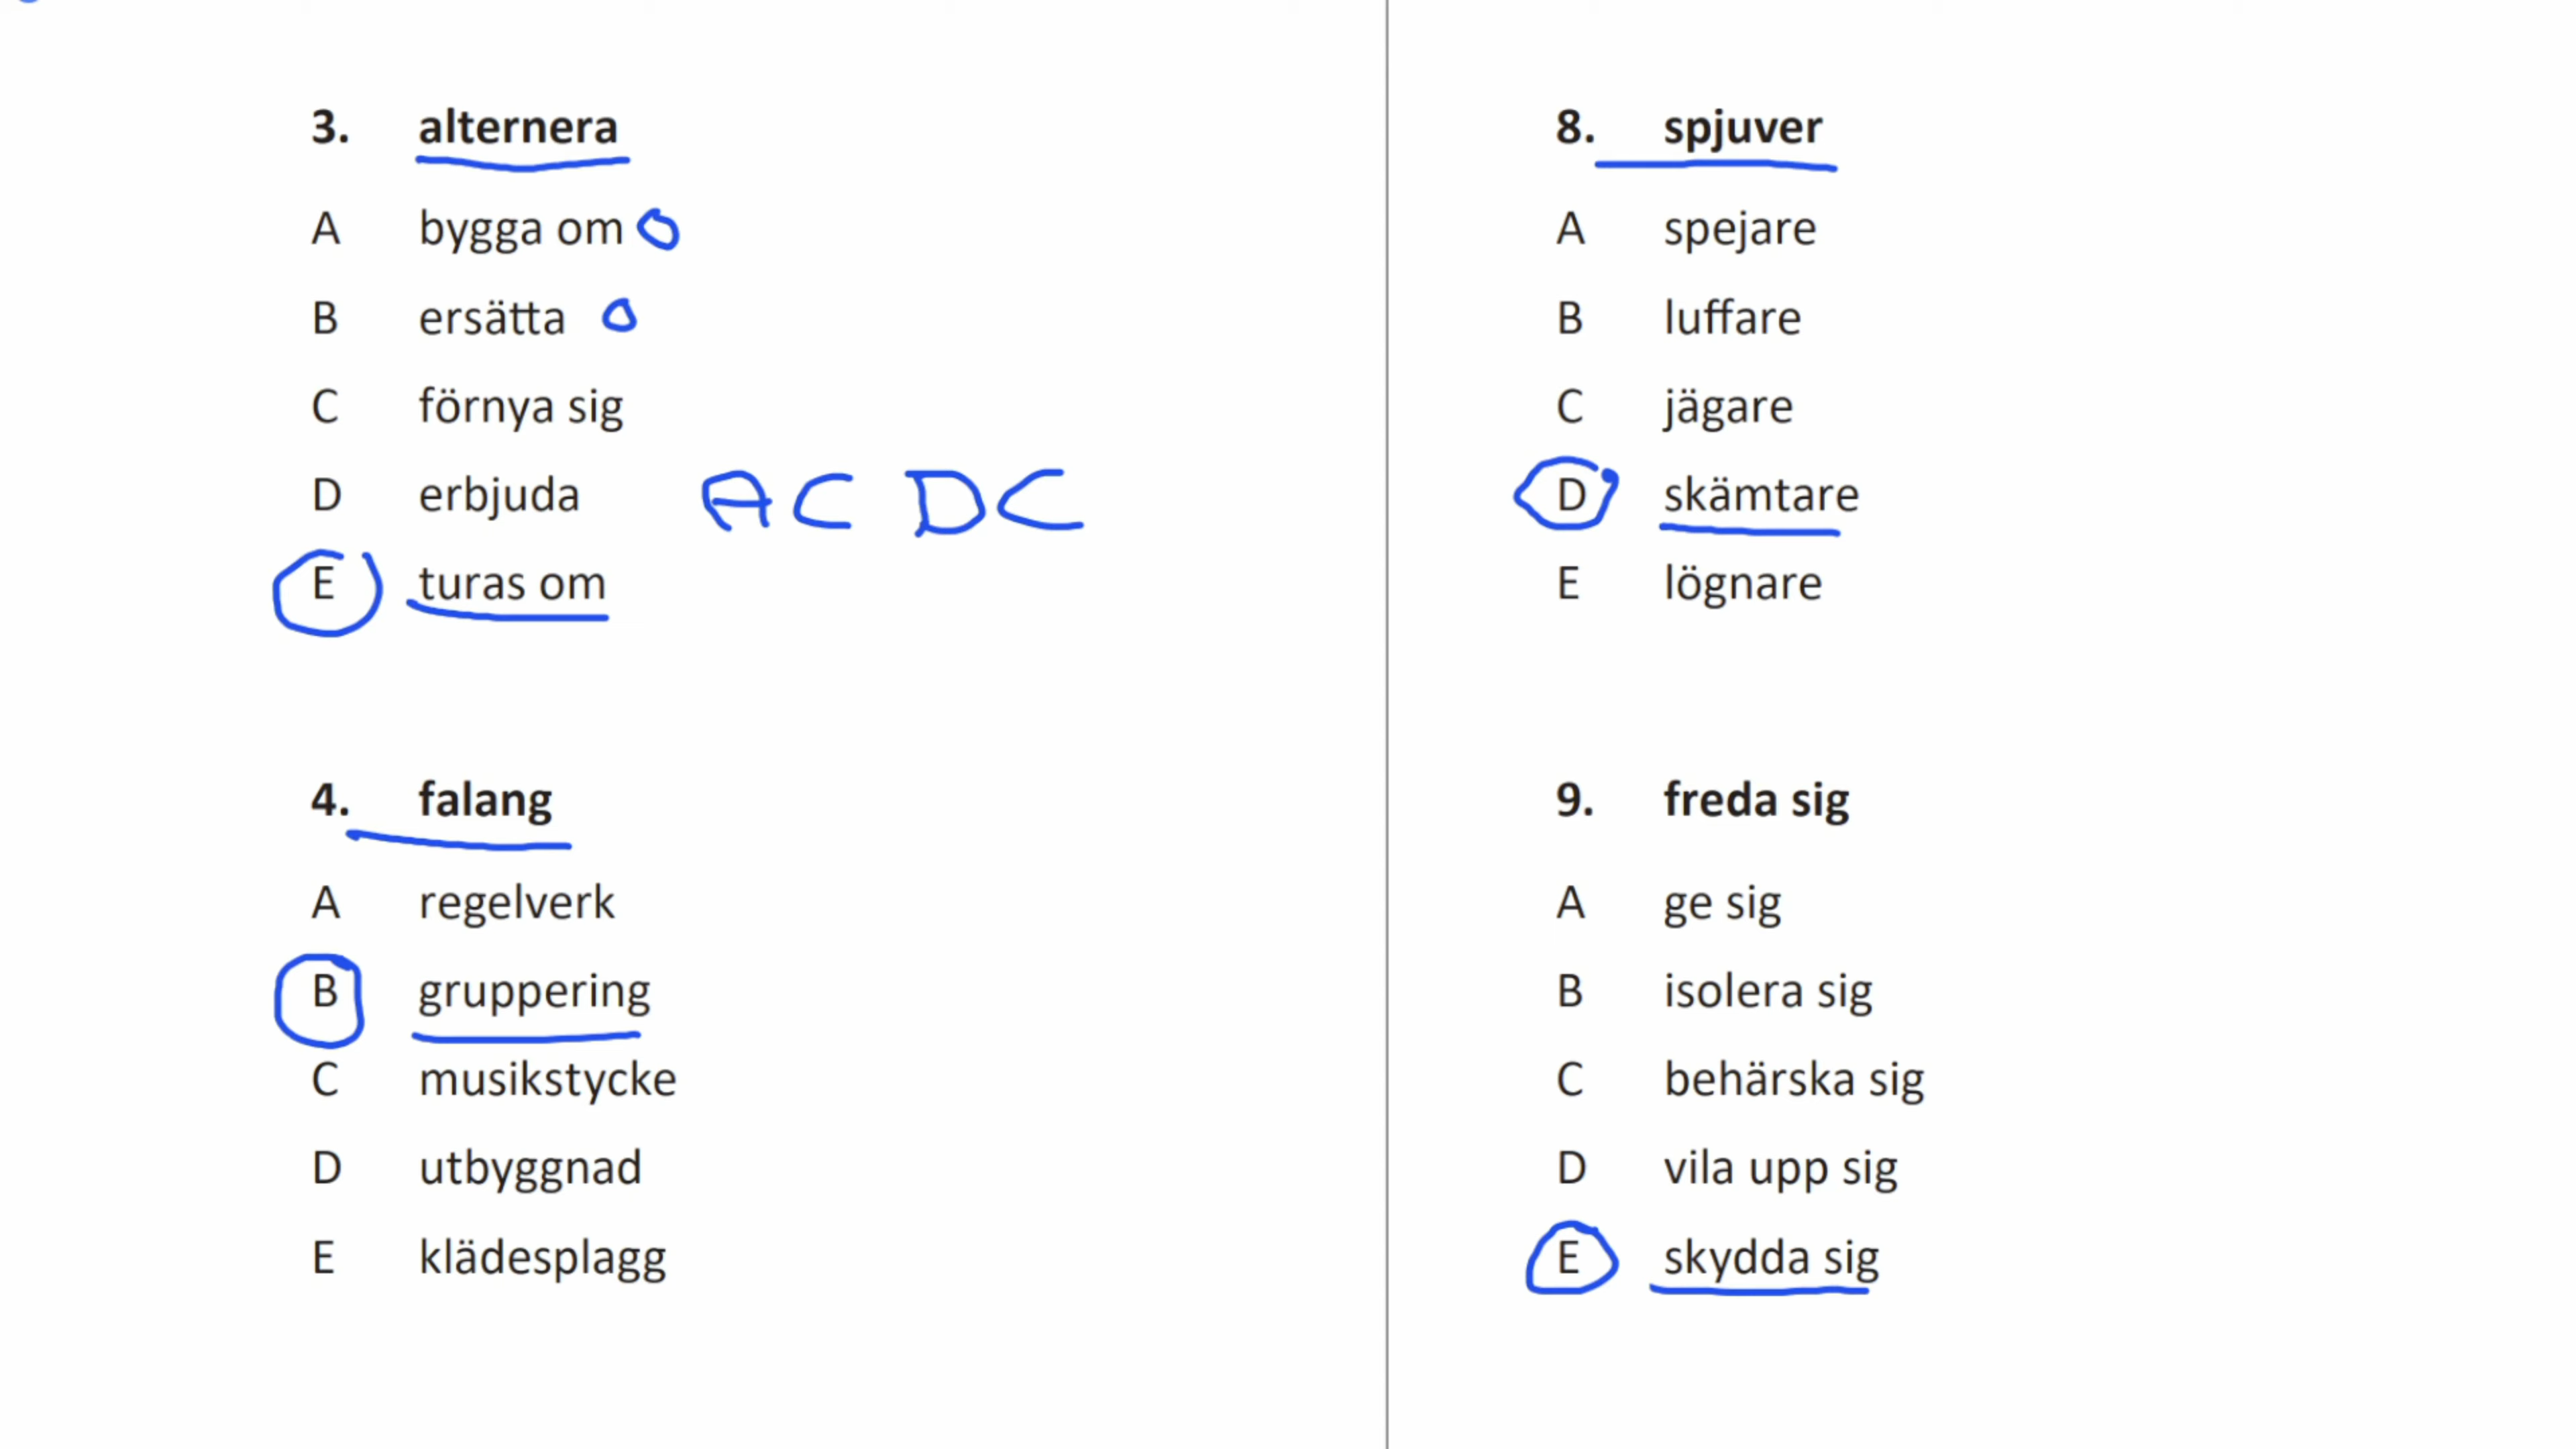 3. alternera
A bygga om
B ersätta
C förnya sig
D erbjuda ACDC
E turas om
4. falang
A regelverk
B gruppering
C musikstycke
D utbyggnad
E klädesplagg
8. spjuver
A spejare
B luffare
C jägare
D skämtare
E lögnare
9. freda sig
A ge sig
B isolera sig
C behärska sig
D vila upp sig
E skydda sig